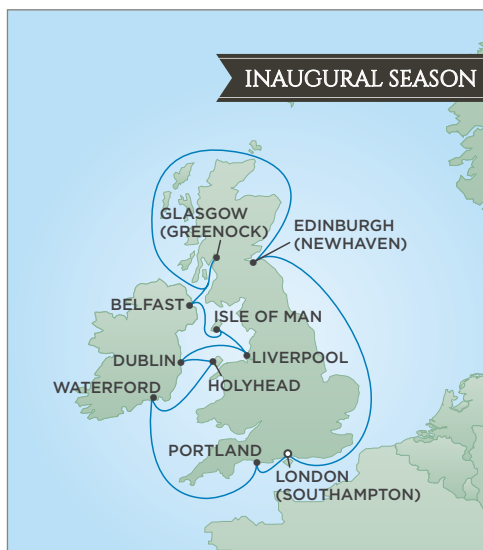 INAUGURAL SEASON
GLASGOW
(GREENOCK)
EDINBURGH
(NEWHAVEN)
BELFAST
ISLE OF MAN
DUBLIN
LIVERPOOL
WATERFORD
HOLYHEAD
PORTLAND
LONDON
(SOUTHAMPTON)